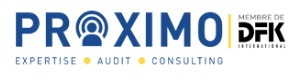 PROXIMO
MEMBRE DE
DFK
INTERNATIONAL
EXPERTISE • AUDIT • CONSULTING